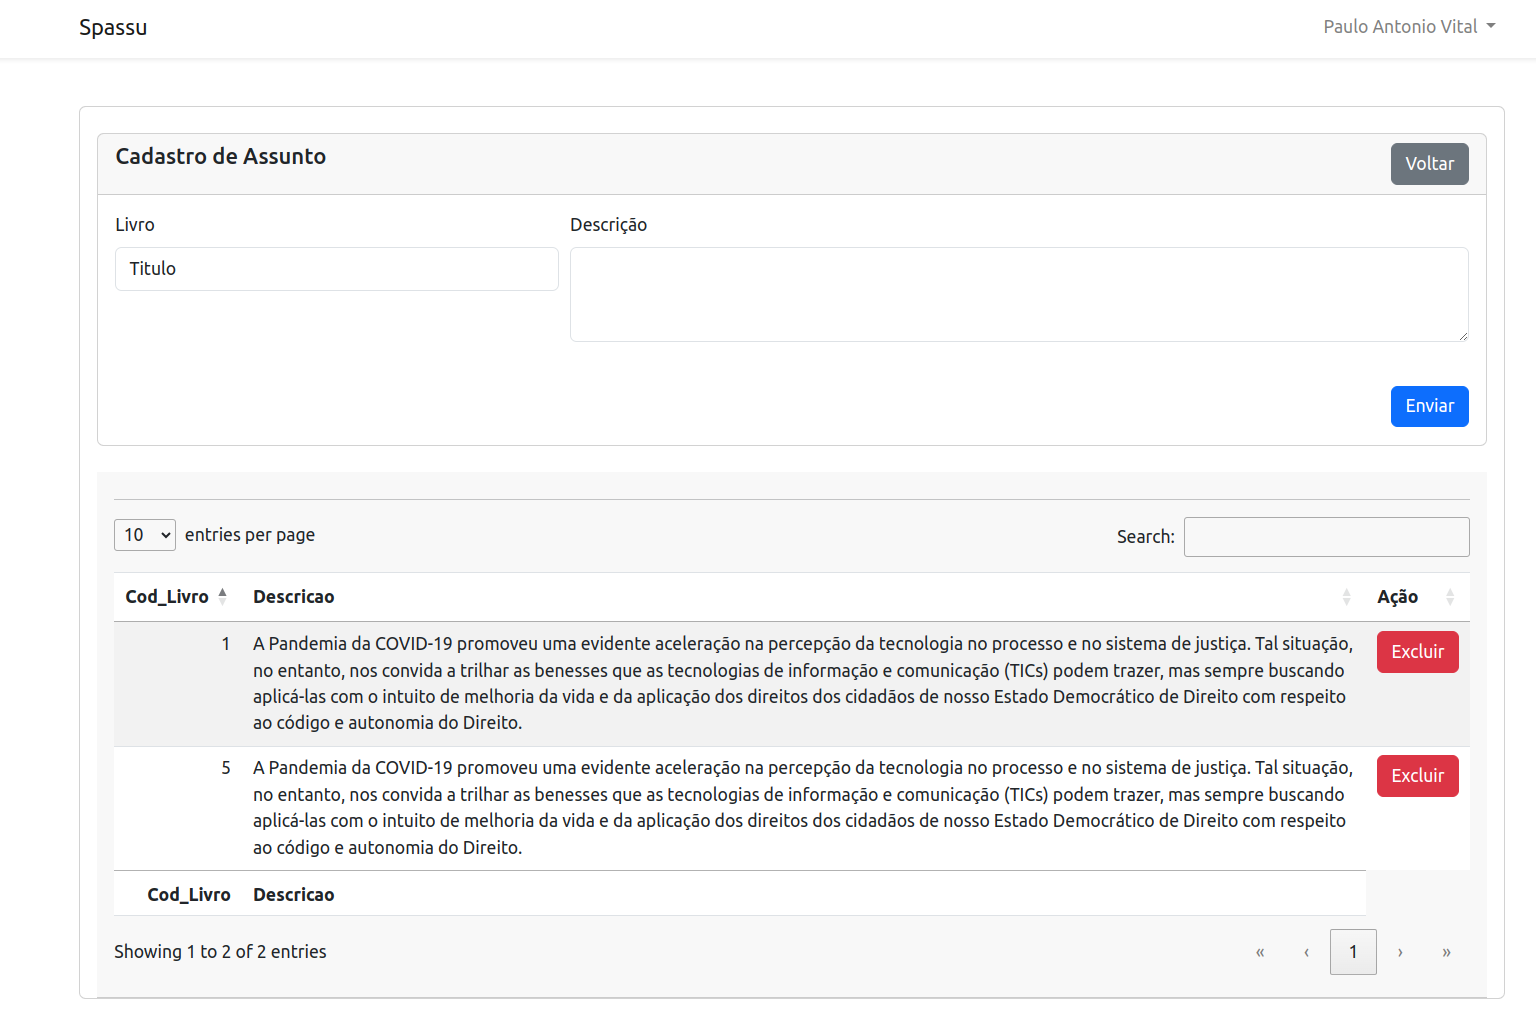 Spassu
Paulo Antonio Vital
Cadastro de Assunto
Voltar
Livro
Descrição
Titulo
Enviar
10 entries per page
Search:
Cod_Livro Descricao Ação
1 A Pandemia da COVID-19 promoveu uma evidente aceleração na percepção da tecnologia no processo e no sistema de justiça. Tal situação, Excluir
no entanto, nos convida a trilhar as benesses que as tecnologias de informação e comunicação (TICs) podem trazer, mas sempre buscando
aplicá-las com o intuito de melhoria da vida e da aplicação dos direitos dos cidadãos de nosso Estado Democrático de Direito com respeito
ao código e autonomia do Direito.
5 A Pandemia da COVID-19 promoveu uma evidente aceleração na percepção da tecnologia no processo e no sistema de justiça. Tal situação, Excluir
no entanto, nos convida a trilhar as benesses que as tecnologias de informação e comunicação (TICs) podem trazer, mas sempre buscando
aplicá-las com o intuito de melhoria da vida e da aplicação dos direitos dos cidadãos de nosso Estado Democrático de Direito com respeito
ao código e autonomia do Direito.
Cod_Livro Descricao
Showing 1 to 2 of 2 entries
« ‹ 1 › »